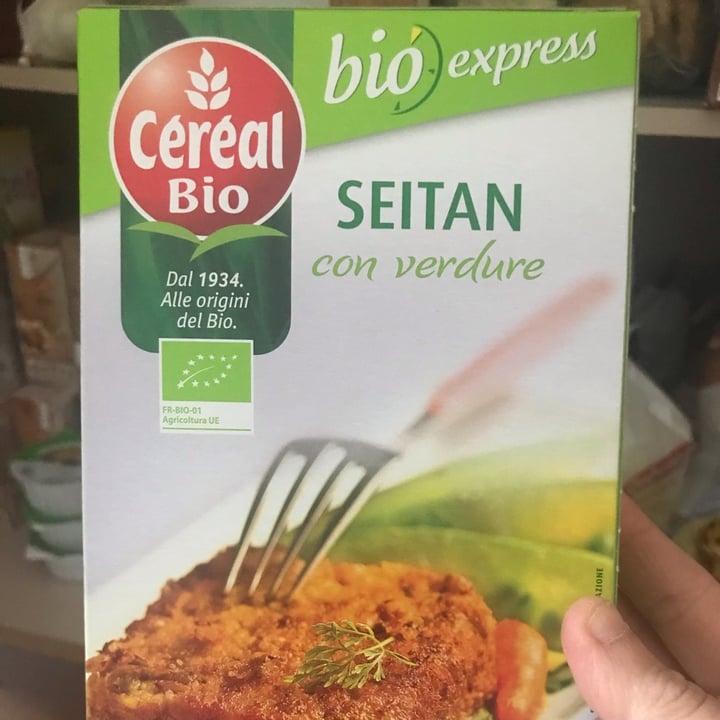 bio express
Céréal
Bio
SEITAN
con verdure
Dal 1934.
Alle origini
del Bio.
FR-BIO-01
Agricoltura UE